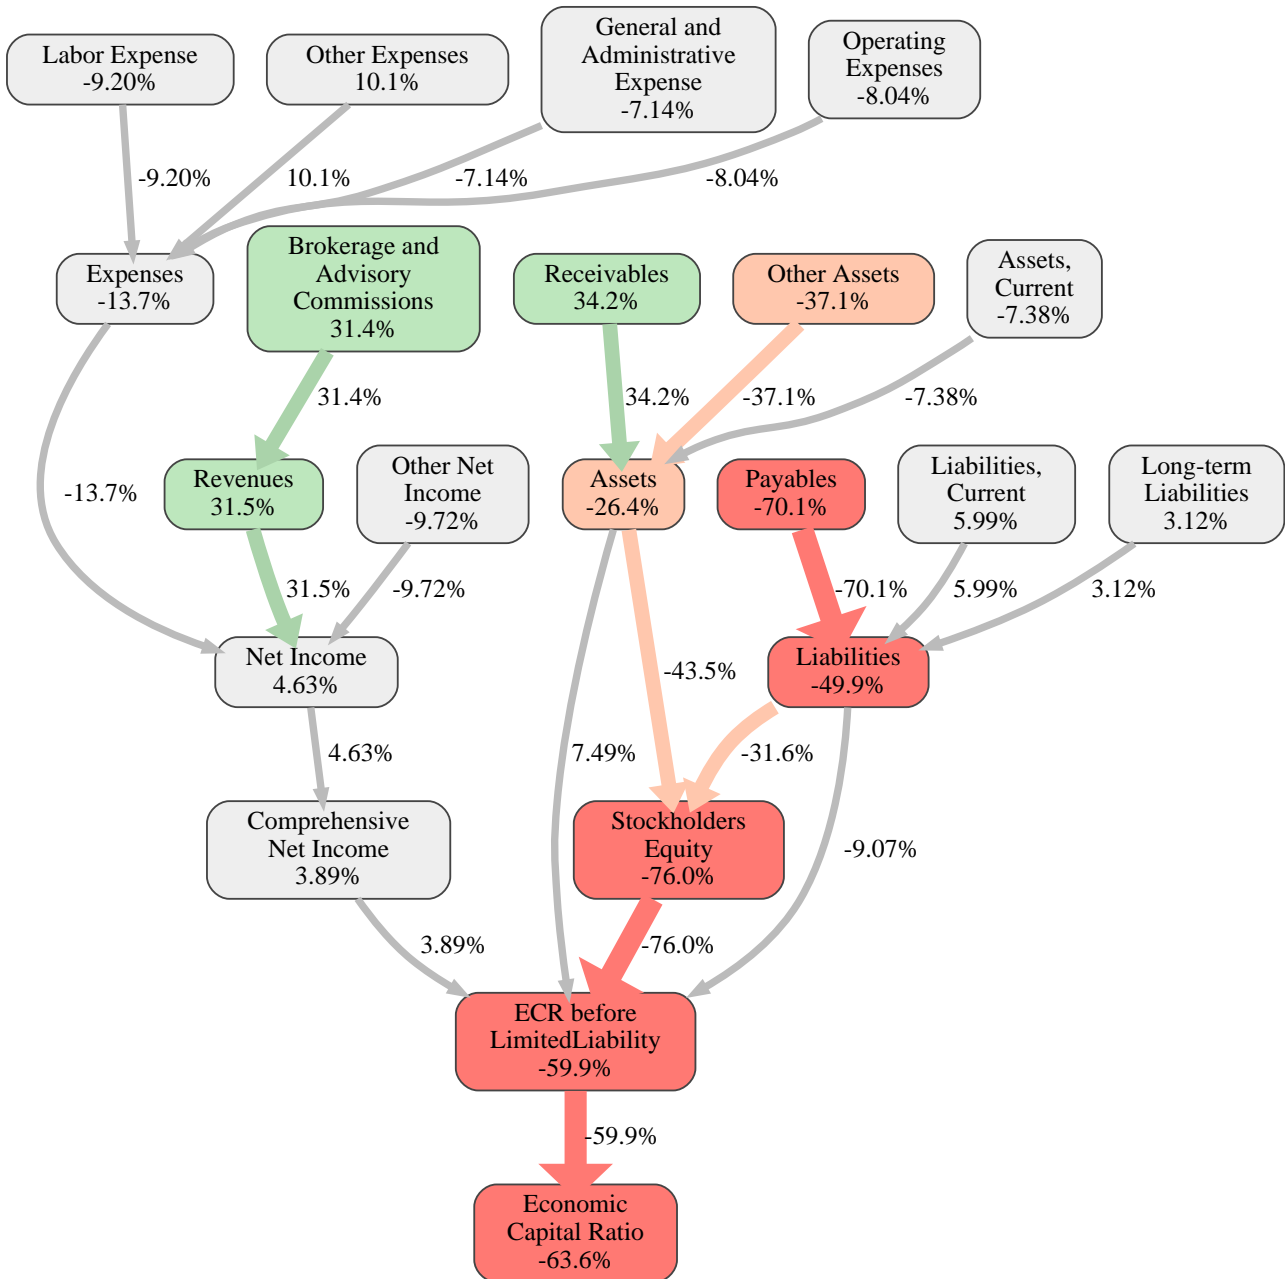 Labor Expense
-9.20%
Other Expenses
10.1%
General and
Administrative
Expense
-7.14%
Operating
Expenses
-8.04%
-9.20%
10.1%
-7.14%
-8.04%
Expenses
-13.7%
Brokerage and
Advisory
Commissions
31.4%
Receivables
34.2%
Other Assets
-37.1%
Assets,
Current
-7.38%
31.4%
34.2%
-37.1%
-7.38%
-13.7%
Revenues
31.5%
Other Net
Income
-9.72%
Assets
-26.4%
Payables
-70.1%
Liabilities,
Current
5.99%
Long-term
Liabilities
3.12%
31.5%
-9.72%
-70.1%
5.99%
3.12%
Net Income
4.63%
-43.5%
Liabilities
-49.9%
4.63%
7.49%
-31.6%
Comprehensive
Net Income
3.89%
Stockholders
Equity
-76.0%
-9.07%
3.89%
-76.0%
ECR before
LimitedLiability
-59.9%
-59.9%
Economic
Capital Ratio
-63.6%